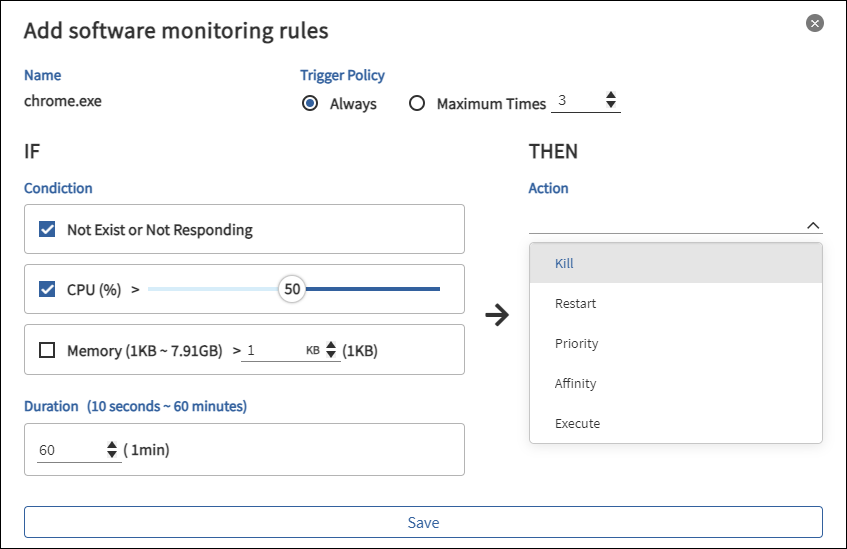 Add software monitoring rules
Name
Trigger Policy
chrome.exe
Always
Maximum Times 3
IF
THEN
Condiction
Action
Not Exist or Not Responding
CPU (%) > 50
Memory (1KB ~ 7.91GB) > 1 KB (1KB)
Kill
Restart
Priority
Affinity
Execute
Duration (10 seconds ~ 60 minutes)
60 ( 1min)
Save